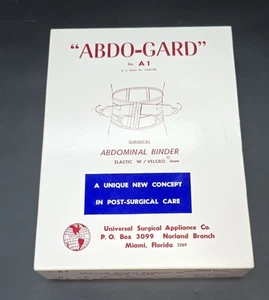 "ABDO-GARD"
No. A1
SURGICAL
ABDOMINAL BINDER
ELASTIC W/VELCRO
A UNIQUE NEW CONCEPT
IN POST-SURGICAL CARE
Universal Surgical Appliance Co.
P. O. Box 3099 Norland Branch
Miami, Florida